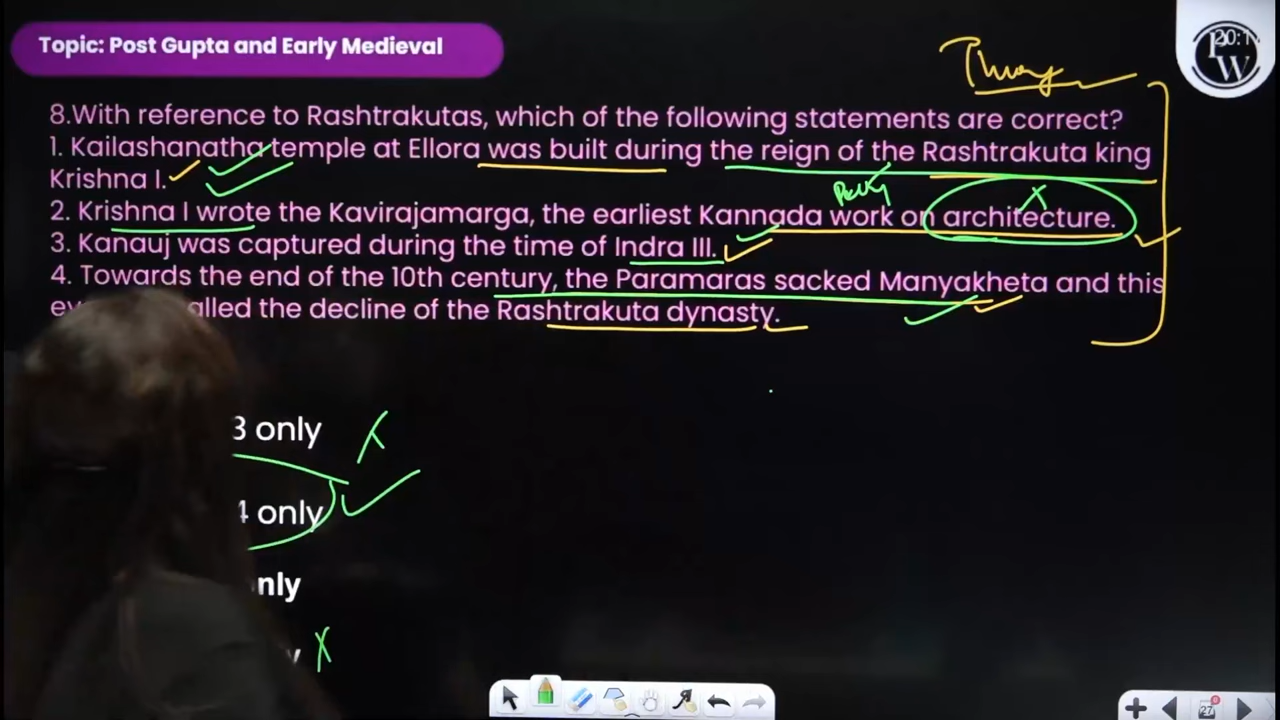 Topic: Post Gupta and Early Medieval
8.With reference to Rashtrakutas, which of the following statements are correct?
1. Kailashanatha temple at Ellora was built during the reign of the Rashtrakuta king
Krishna I.
2. Krishna I wrote the Kavirajamarga, the earliest Kannada work on architecture.
3. Kanauj was captured during the time of Indra III.
4. Towards the end of the 10th century, the Paramaras sacked Manyakheta and this
alled the decline of the Rashtrakuta dynasty.
3 only
4 only
nly
PW
20:1
27